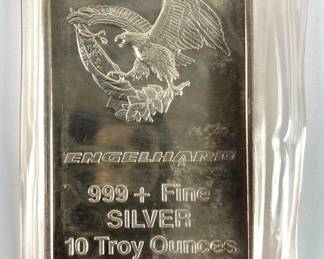 ENGELHARD
999 + Fine
SILVER
10 Troy Ounces